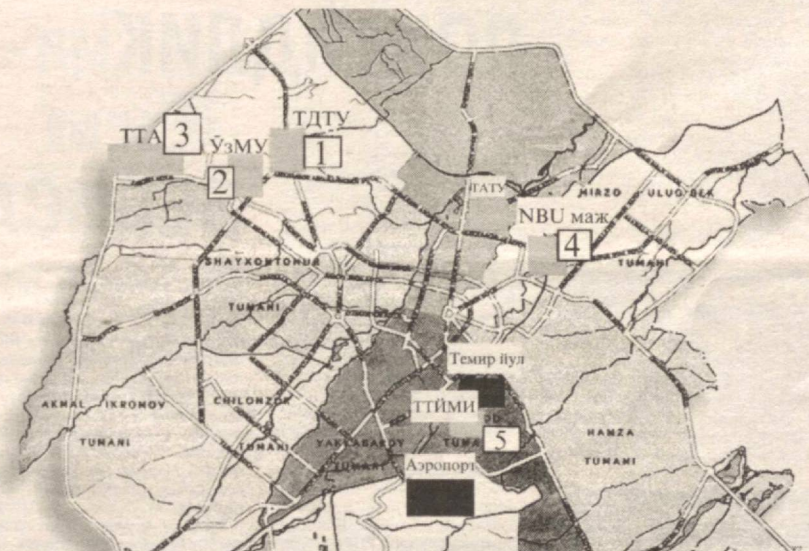 ТДТУ
ТТА
3
ЎзМУ
1
2
ТАТУ
MIRZO ULUG'BEK
NBU маж.
4
SHAYXONTOHUR
TUMANI
TUMANI
Темир йул
AKMAL IKROMOV
CHILONZOR
ТТЙМИ
HAMZA
TUMANI
TUMANI
YAKKASAROY
5
TUMANI
TUMANI
Аэропорт